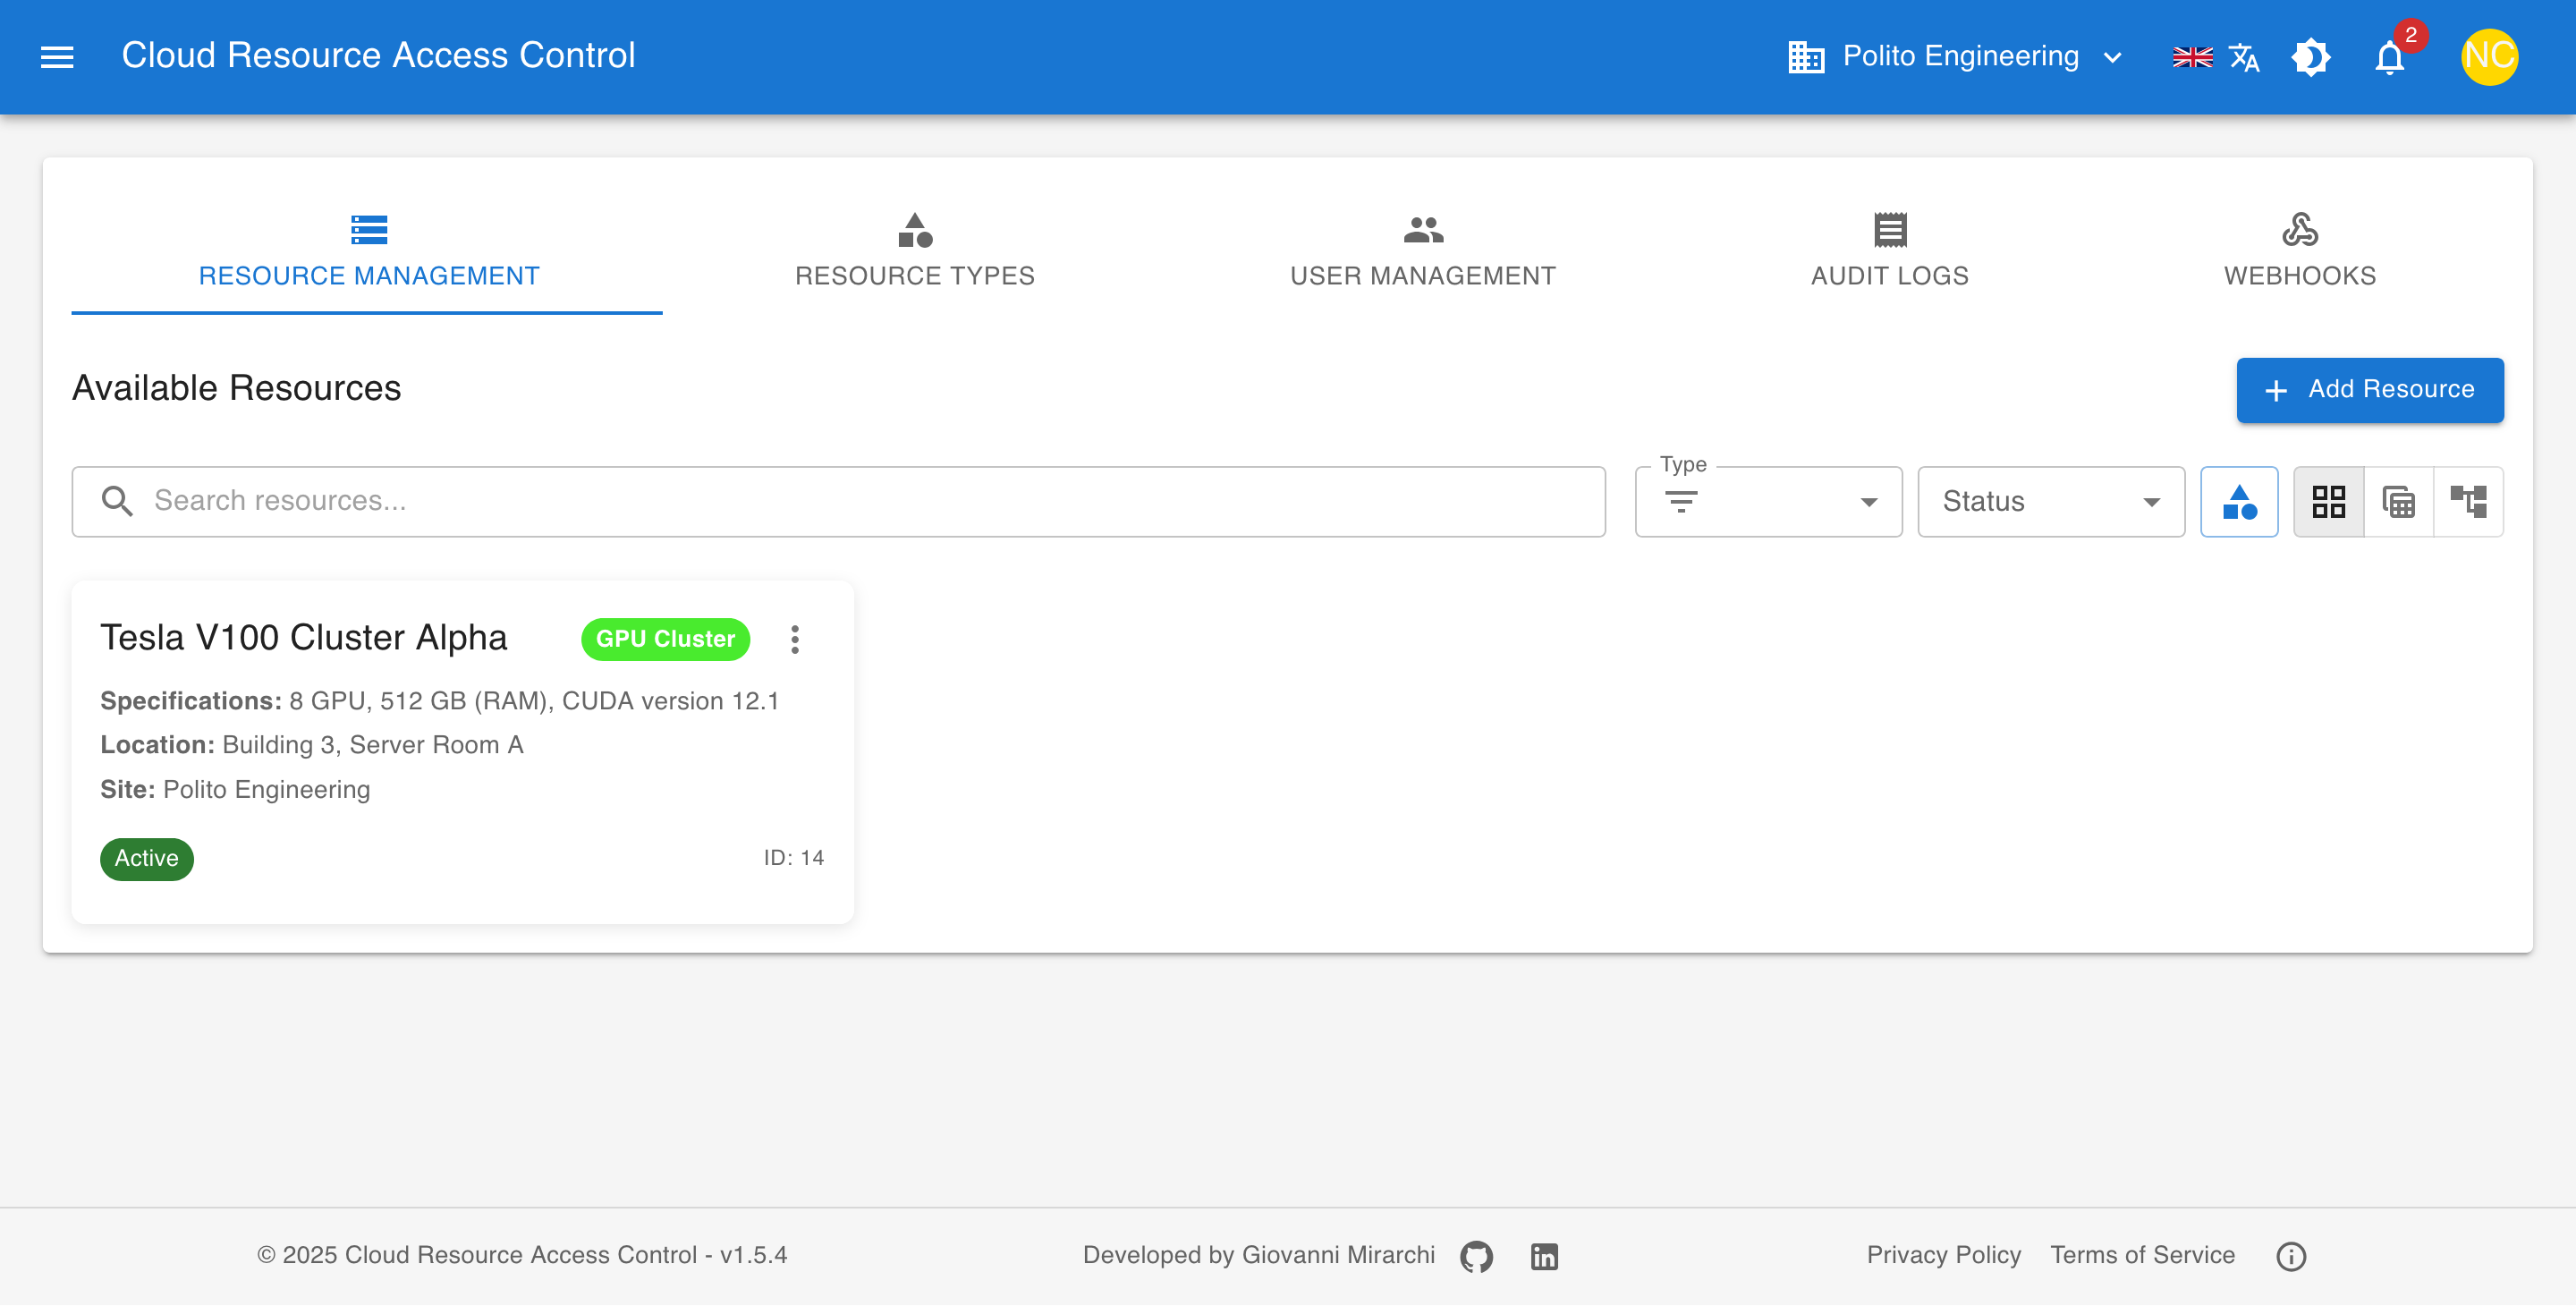 Cloud Resource Access Control
Polito Engineering
2
NC
RESOURCE MANAGEMENT
RESOURCE TYPES
USER MANAGEMENT
AUDIT LOGS
WEBHOOKS
Available Resources
Add Resource
Search resources...
Type
Status
Tesla V100 Cluster Alpha
GPU Cluster
Specifications: 8 GPU, 512 GB (RAM), CUDA version 12.1
Location: Building 3, Server Room A
Site: Polito Engineering
Active
ID: 14
© 2025 Cloud Resource Access Control - v1.5.4
Developed by Giovanni Mirarchi
Privacy Policy
Terms of Service